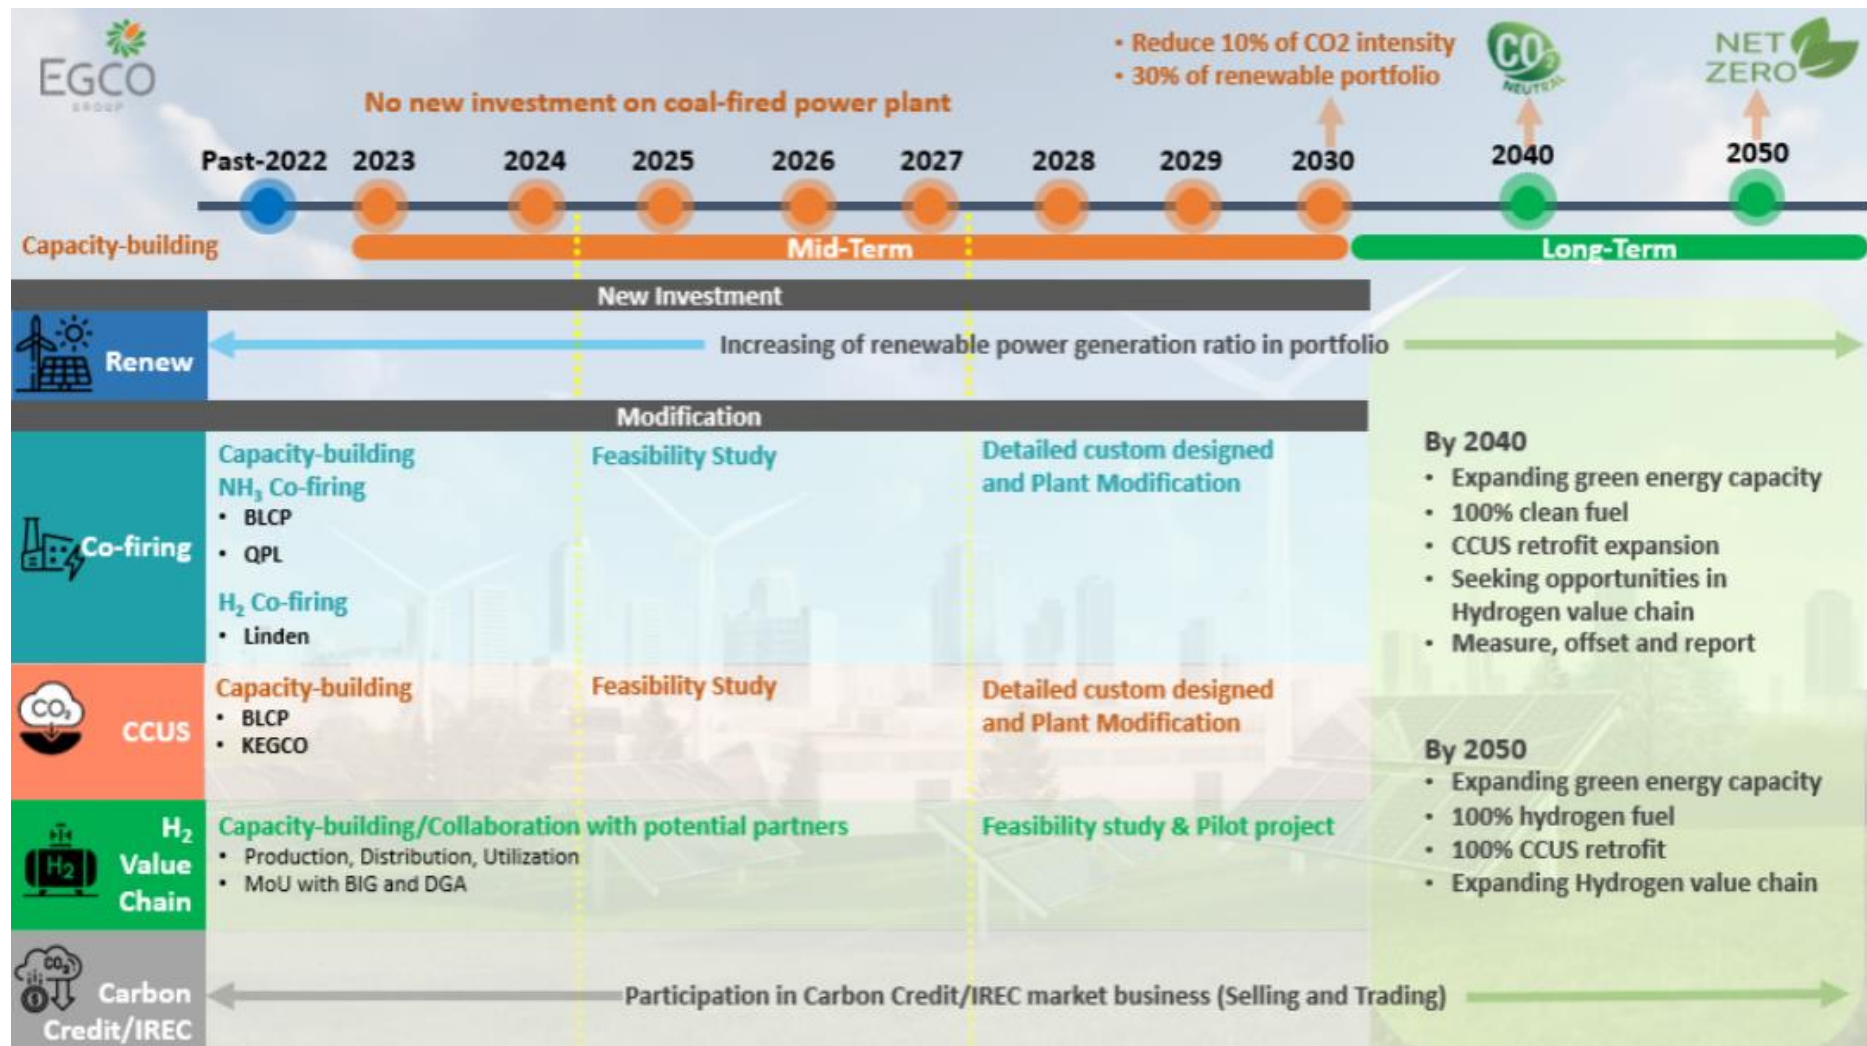 EGCO
GROUP
• Reduce 10% of CO2 intensity
• 30% of renewable portfolio
CO2
NEUTRAL
NET
ZERO
No new investment on coal-fired power plant
Past-2022 2023 2024 2025 2026 2027 2028 2029 2030 2040 2050
Capacity-building
Mid-Term
Long-Term
New Investment
Renew
Increasing of renewable power generation ratio in portfolio
Modification
Co-firing
Capacity-building
NH₃ Co-firing
• BLCP
• QPL
H₂ Co-firing
• Linden
Feasibility Study
Detailed custom designed
and Plant Modification
CO₂
CCUS
Capacity-building
• BLCP
• KEGCO
Feasibility Study
Detailed custom designed
and Plant Modification
H₂
H₂
Value
Chain
Capacity-building/Collaboration with potential partners
• Production, Distribution, Utilization
• MoU with BIG and DGA
Feasibility study & Pilot project
CO₂
Carbon
Credit/IREC
Participation in Carbon Credit/IREC market business (Selling and Trading)
By 2040
• Expanding green energy capacity
• 100% clean fuel
• CCUS retrofit expansion
• Seeking opportunities in
Hydrogen value chain
• Measure, offset and report
By 2050
• Expanding green energy capacity
• 100% hydrogen fuel
• 100% CCUS retrofit
• Expanding Hydrogen value chain